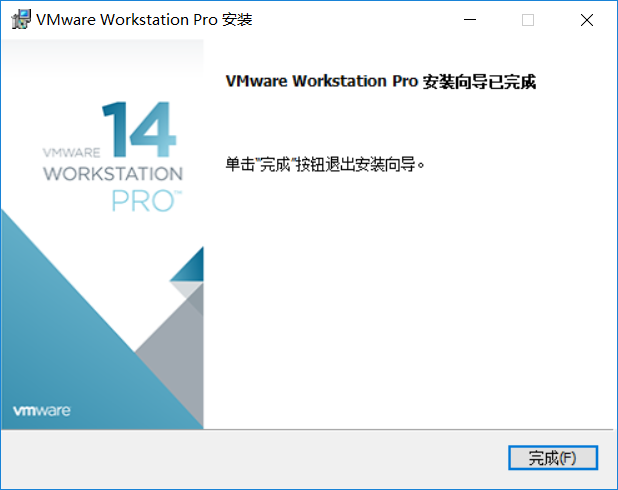 VMware Workstation Pro 安装
VMware Workstation Pro 安装向导已完成
14
VMWARE
WORKSTATION
PRO™
单击"完成"按钮退出安装向导。
vmware
完成(F)